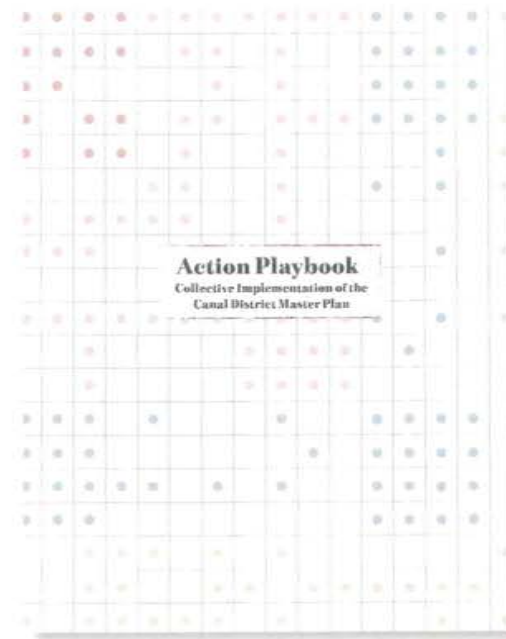 Action Playbook
Collective Implementation of the
Canal District Master Plan